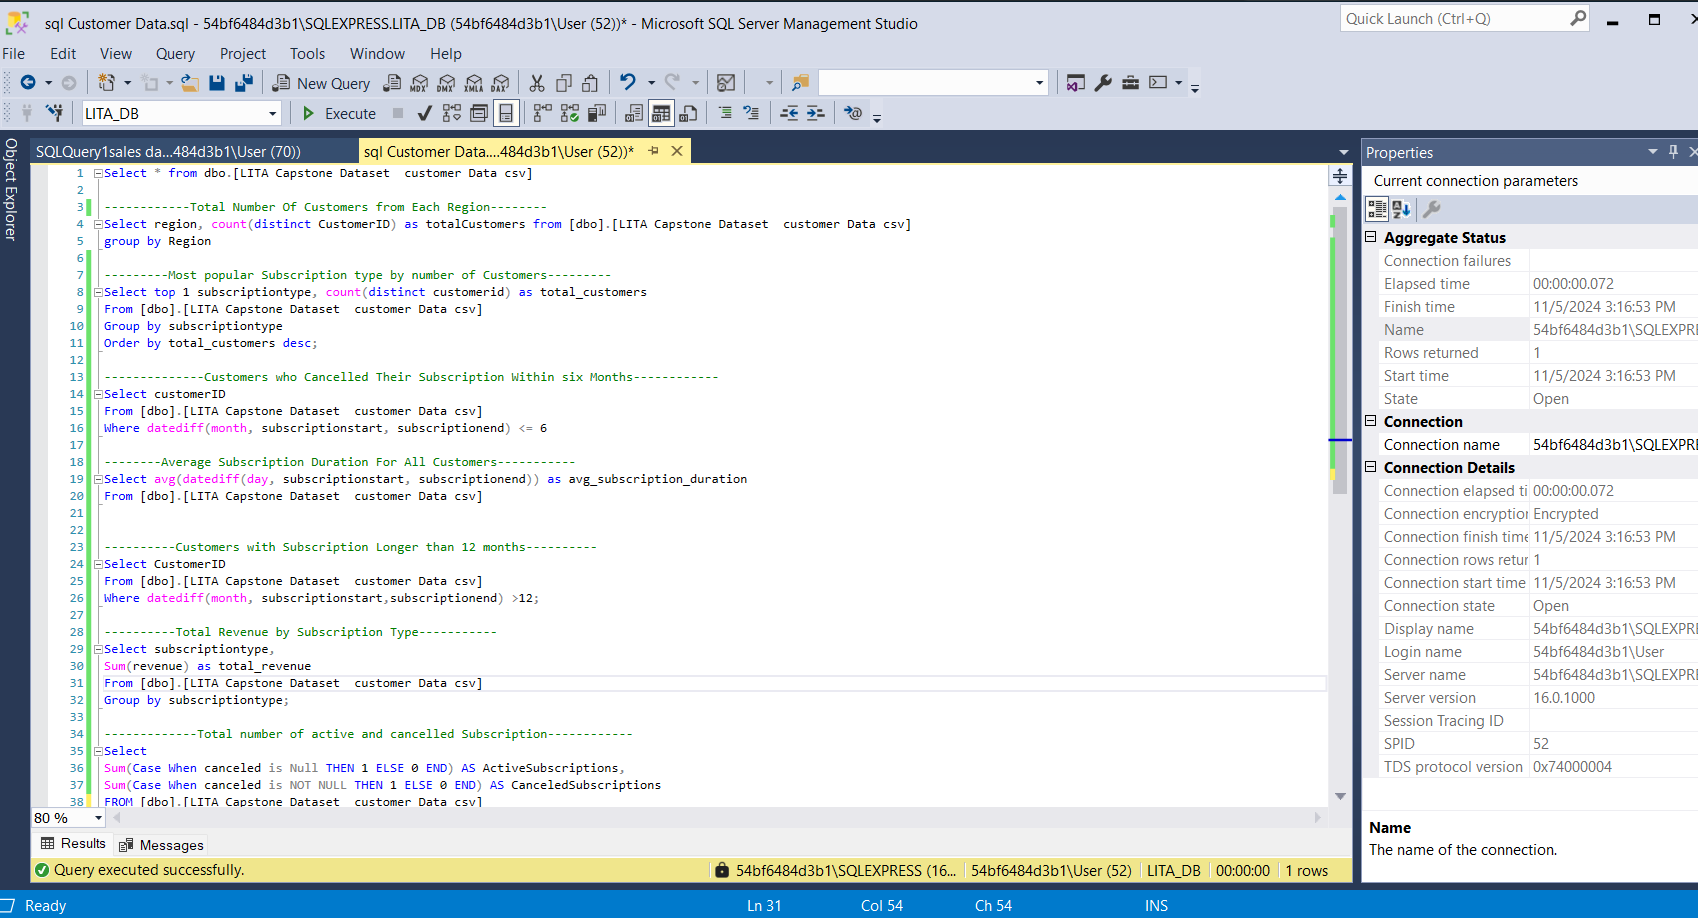 sql Customer Data.sql - 54bf6484d3b1\SQLEXPRESS.LITA_DB (54bf6484d3b1\User (52))* - Microsoft SQL Server Management Studio
Quick Launch (Ctrl+Q)
File Edit View Query Project Tools Window Help
New Query MDX DMX XMLA DAX
LITA_DB Execute
Object Explorer
SQLQuery1sales da...484d3b1\User (70))
sql Customer Data....484d3b1\User (52))*
1 Select * from dbo.[LITA Capstone Dataset  customer Data csv]
2
3 ------------Total Number Of Customers from Each Region--------
4 Select region, count(distinct CustomerID) as totalCustomers from [dbo].[LITA Capstone Dataset  customer Data csv]
5 group by Region
6
7 ---------Most popular Subscription type by number of Customers---------
8 Select top 1 subscriptiontype, count(distinct customerid) as total_customers
9 From [dbo].[LITA Capstone Dataset  customer Data csv]
10 Group by subscriptiontype
11 Order by total_customers desc;
12
13 --------------Customers who Cancelled Their Subscription Within six Months------------
14 Select customerID
15 From [dbo].[LITA Capstone Dataset  customer Data csv]
16 Where datediff(month, subscriptionstart, subscriptionend) <= 6
17
18 --------Average Subscription Duration For All Customers-----------
19 Select avg(datediff(day, subscriptionstart, subscriptionend)) as avg_subscription_duration
20 From [dbo].[LITA Capstone Dataset  customer Data csv]
21
22
23 ----------Customers with Subscription Longer than 12 months----------
24 Select CustomerID
25 From [dbo].[LITA Capstone Dataset  customer Data csv]
26 Where datediff(month, subscriptionstart,subscriptionend) >12;
27
28 ----------Total Revenue by Subscription Type-----------
29 Select subscriptiontype,
30 Sum(revenue) as total_revenue
31 From [dbo].[LITA Capstone Dataset  customer Data csv]
32 Group by subscriptiontype;
33
34 -------------Total number of active and cancelled Subscription------------
35 Select
36 Sum(Case When canceled is Null THEN 1 ELSE 0 END) AS ActiveSubscriptions,
37 Sum(Case When canceled is NOT NULL THEN 1 ELSE 0 END) AS CanceledSubscriptions
38 FROM [dbo].[LITA Capstone Dataset  customer Data csv]
80 %
Results Messages
Query executed successfully.
54bf6484d3b1\SQLEXPRESS (16... 54bf6484d3b1\User (52) LITA_DB 00:00:00 1 rows
Properties
Current connection parameters
Aggregate Status
Connection failures
Elapsed time 00:00:00.072
Finish time 11/5/2024 3:16:53 PM
Name 54bf6484d3b1\SQLEXPRE
Rows returned 1
Start time 11/5/2024 3:16:53 PM
State Open
Connection
Connection name 54bf6484d3b1\SQLEXPRE
Connection Details
Connection elapsed ti 00:00:00.072
Connection encryption Encrypted
Connection finish time 11/5/2024 3:16:53 PM
Connection rows retur 1
Connection start time 11/5/2024 3:16:53 PM
Connection state Open
Display name 54bf6484d3b1\SQLEXPRE
Login name 54bf6484d3b1\User
Server name 54bf6484d3b1\SQLEXPRE
Server version 16.0.1000
Session Tracing ID
SPID 52
TDS protocol version 0x74000004
Name
The name of the connection.
Ready Ln 31 Col 54 Ch 54 INS